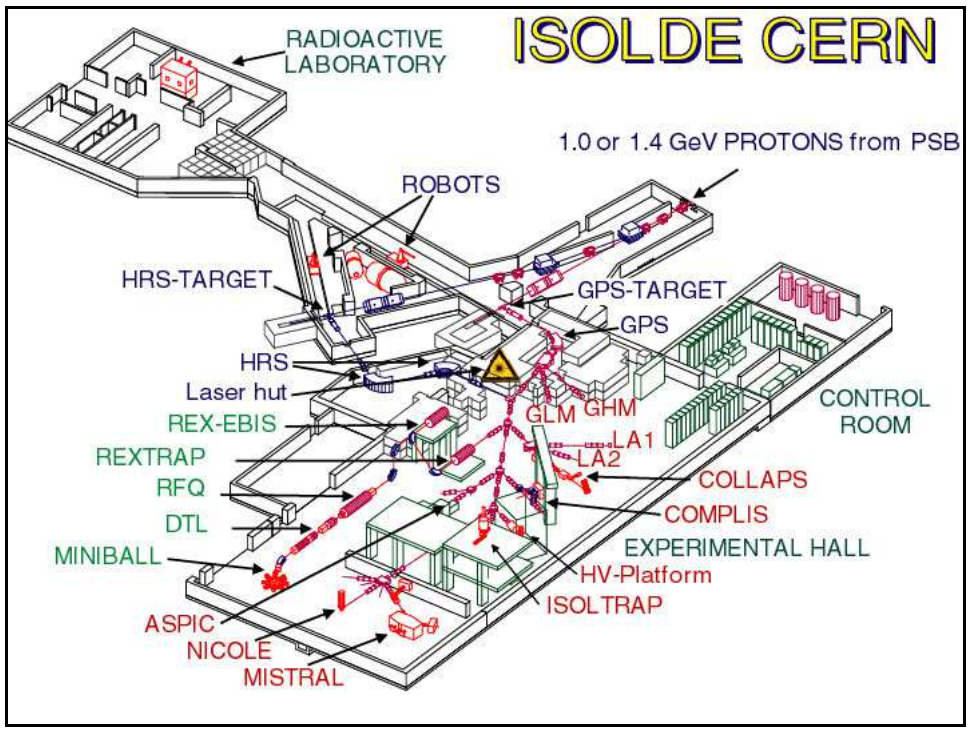 ISOLDE CERN
RADIOACTIVE
LABORATORY
1.0 or 1.4 GeV PROTONS from PSB
ROBOTS
HRS-TARGET
GPS-TARGET
GPS
HRS
Laser hut
GLM
GHM
CONTROL
ROOM
REX-EBIS
LA1
LA2
REXTRAP
COLLAPS
RFQ
COMPLIS
DTL
EXPERIMENTAL HALL
MINIBALL
HV-Platform
ISOLTRAP
ASPIC
NICOLE
MISTRAL